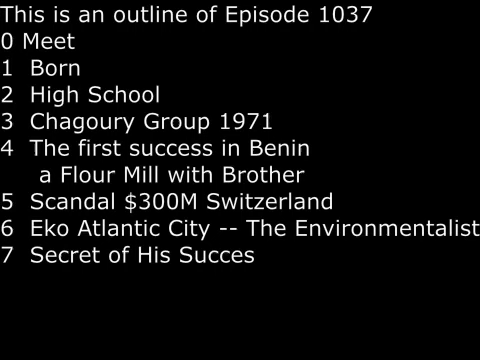 This is an outline of Episode 1037
0 Meet
1 Born
2 High School
3 Chagoury Group 1971
4 The first success in Benin
a Flour Mill with Brother
5 Scandal $300M Switzerland
6 Eko Atlantic City -- The Environmentalist
7 Secret of His Succes